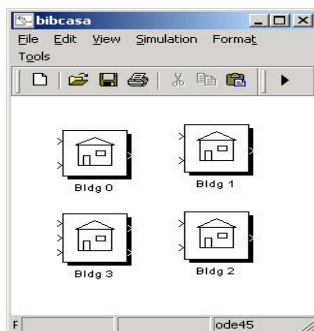 bibcasa
File Edit View Simulation Format
Tools
Bldg 0
Bldg 1
Bldg 3
Bldg 2
F
ode45